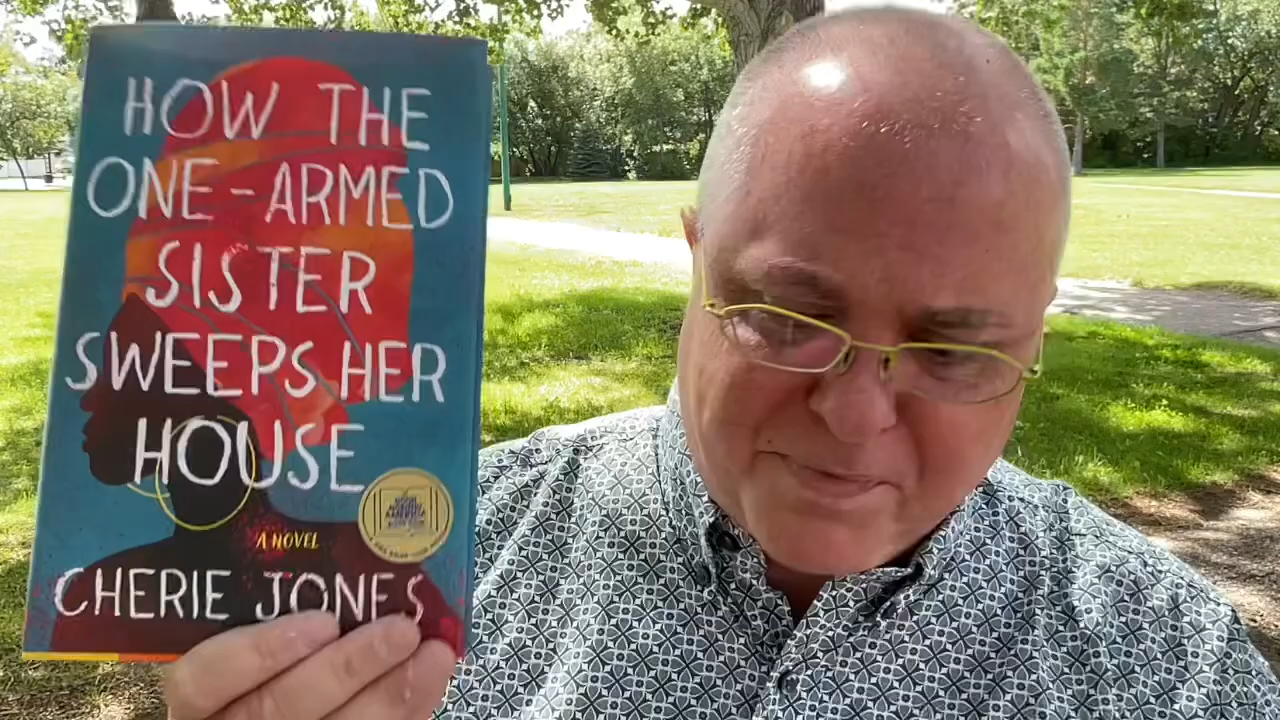 HOW THE
ONE-ARMED
SISTER
SWEEPS HER
HOUSE
A NOVEL
CHERIE JONES